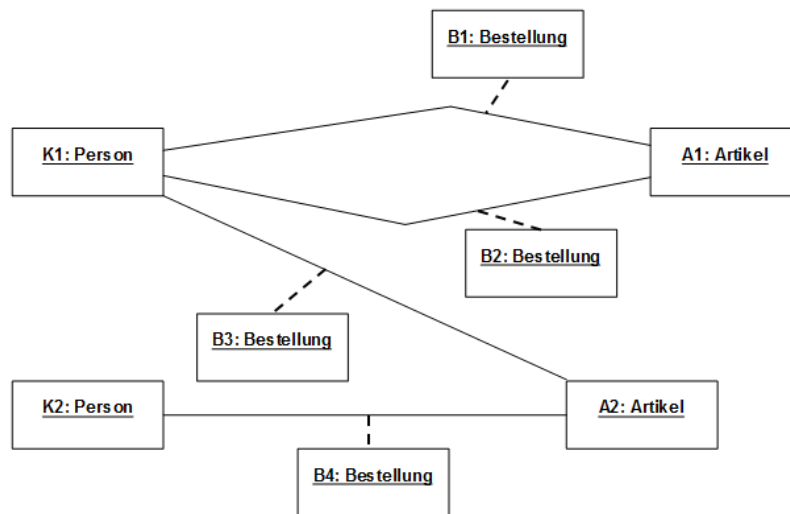 B1: Bestellung
K1: Person
A1: Artikel
B2: Bestellung
B3: Bestellung
K2: Person
A2: Artikel
B4: Bestellung